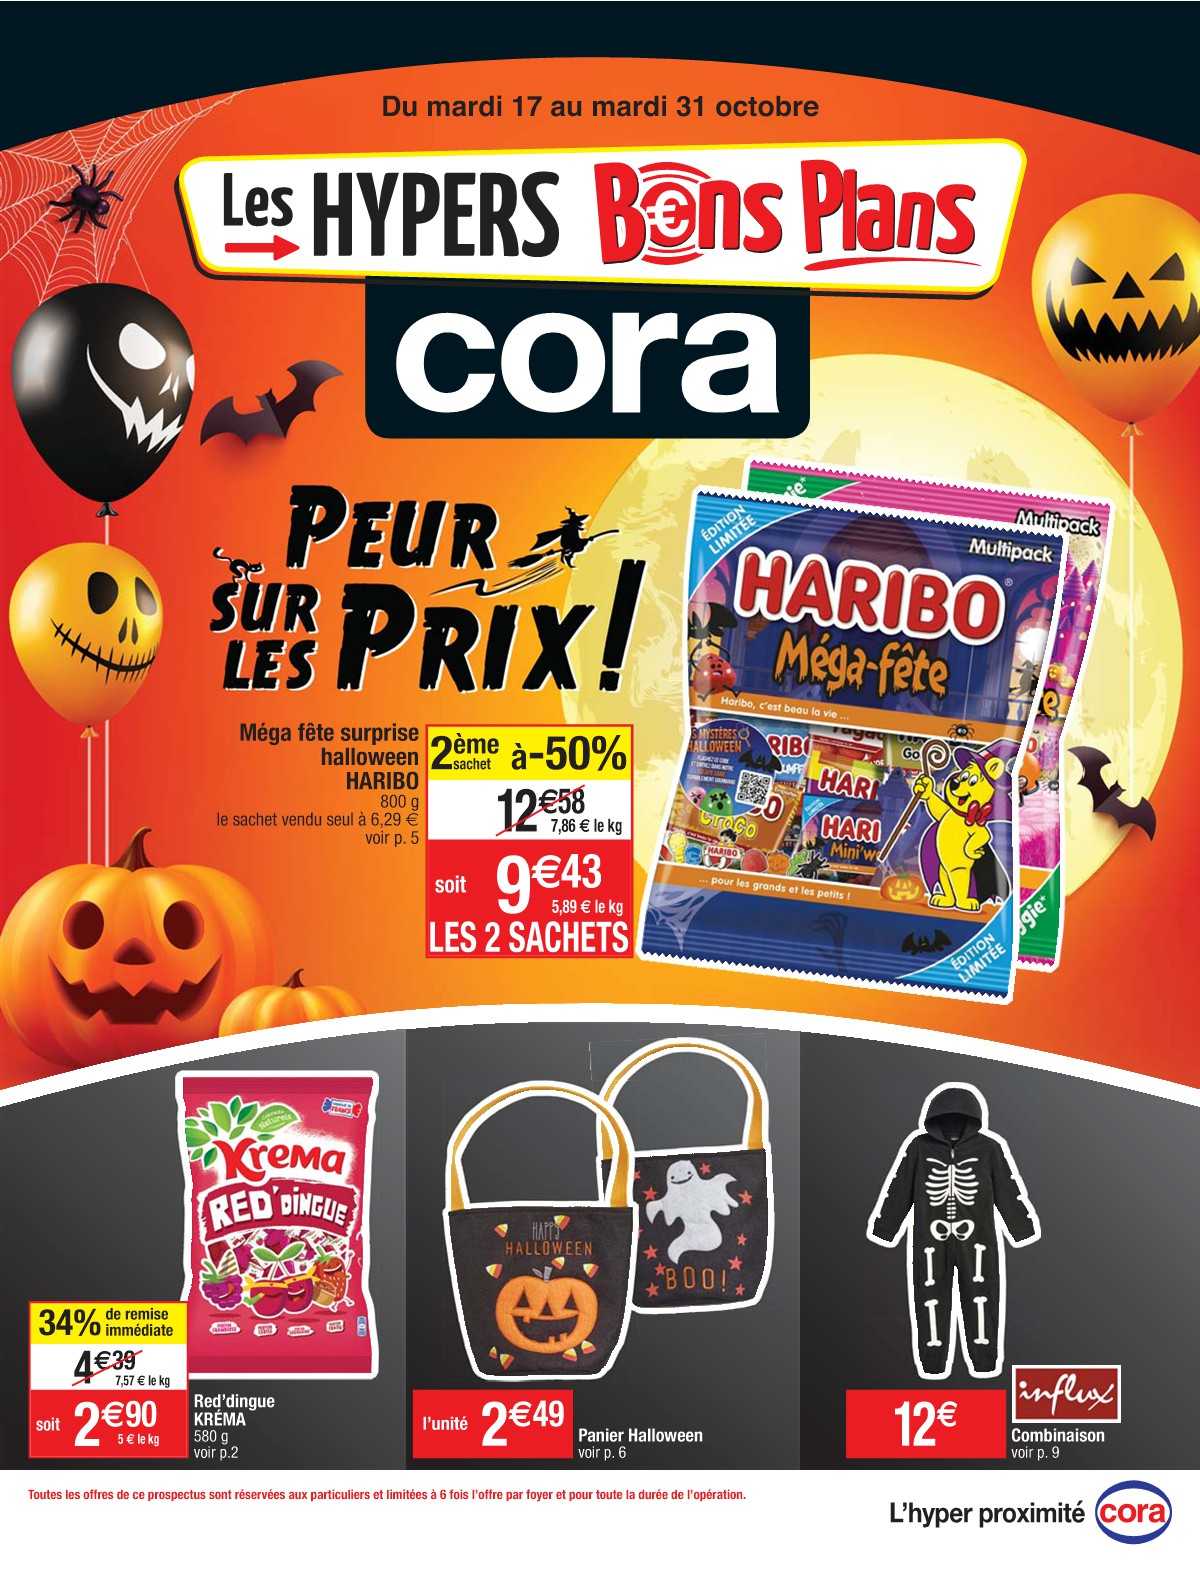 Du mardi 17 au mardi 31 octobre
Les HYPERS Bons Plans
cora
PEUR
SUR
LES PRIX !
Méga fête surprise
halloween
HARIBO
800 g
le sachet vendu seul à 6,29 €
voir p. 5
2ème sachet à -50%
12€58
7,86 € le kg
soit 9€43
5,89 € le kg
LES 2 SACHETS
Multipack
ÉDITION
LIMITÉE
Multipack
HARIBO
Méga-fête
Haribo, c'est beau la vie ...
... pour les grands et les petits !
ÉDITION
LIMITÉE
Krema
RED'DINGUE
34% de remise
immédiate
4€39
7,57 € le kg
soit 2€90
5 € le kg
Red'dingue
KRÉMA
580 g
voir p.2
HAPPY
HALLOWEEN
BOO!
l'unité 2€49
Panier Halloween
voir p. 6
12€
influx
Combinaison
voir p. 9
Toutes les offres de ce prospectus sont réservées aux particuliers et limitées à 6 fois l'offre par foyer et pour toute la durée de l'opération.
L'hyper proximité cora